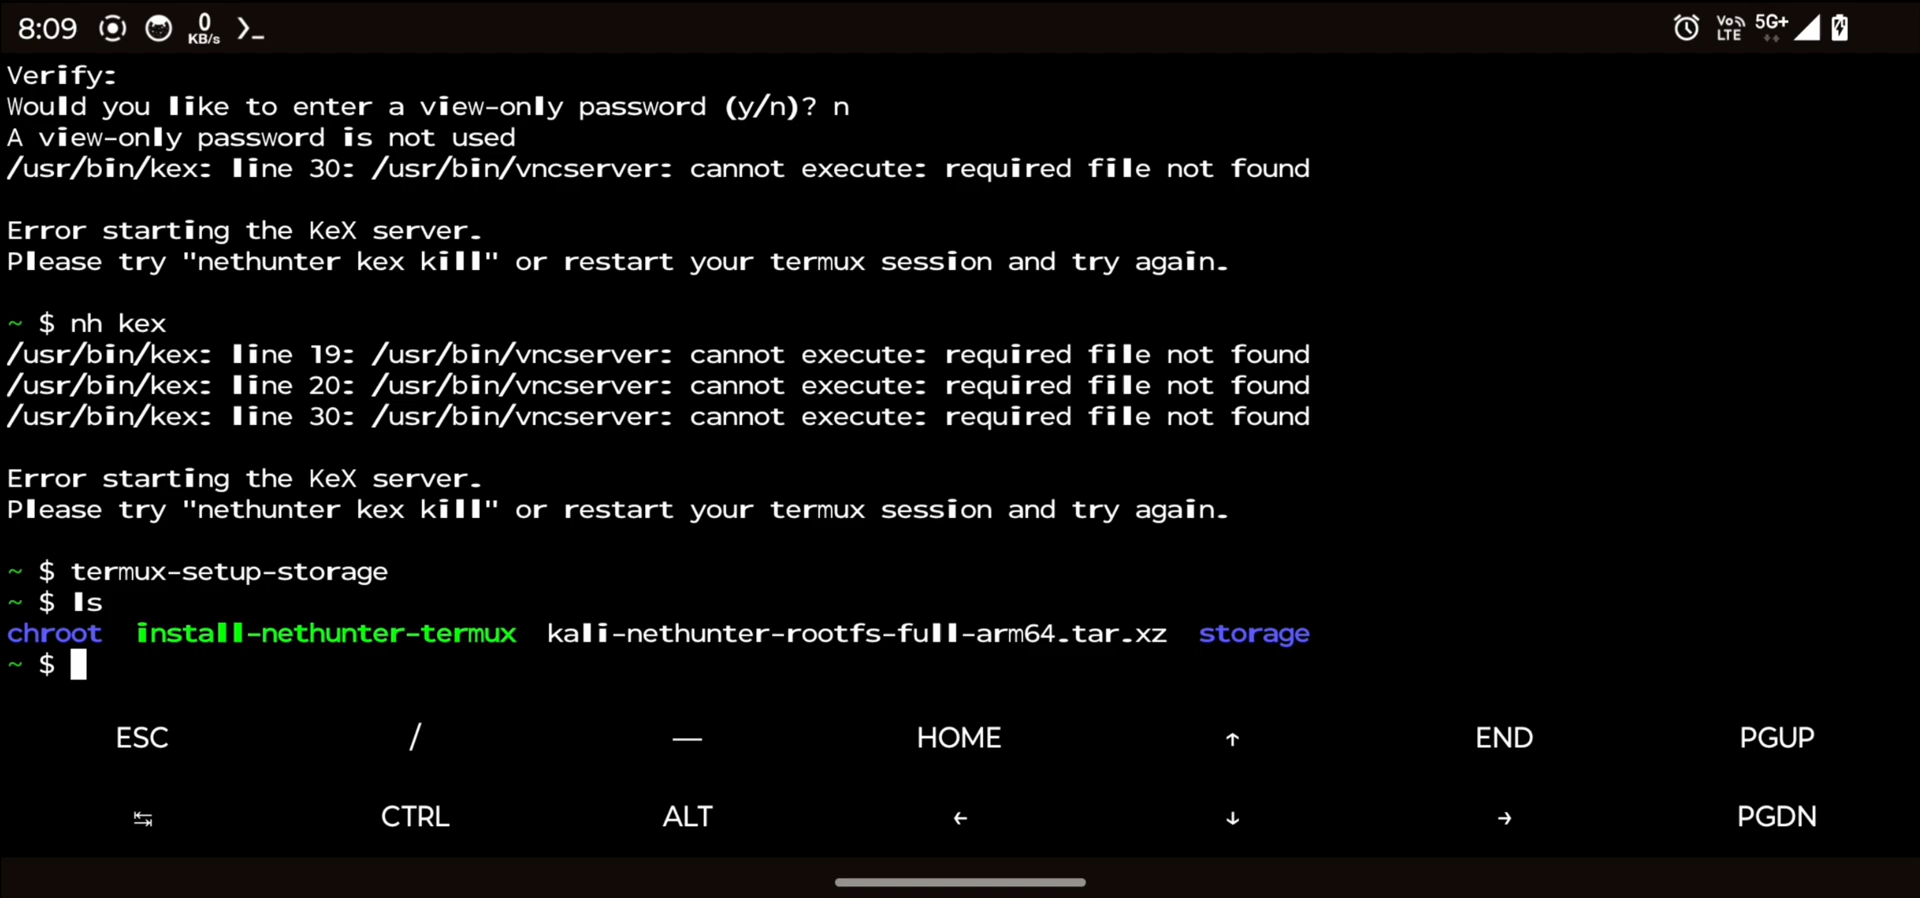 8:09 0 KB/s Vo LTE 5G+
Verify:
Would you like to enter a view-only password (y/n)? n
A view-only password is not used
/usr/bin/kex: line 30: /usr/bin/vncserver: cannot execute: required file not found
Error starting the KeX server.
Please try "nethunter kex kill" or restart your termux session and try again.
~ $ nh kex
/usr/bin/kex: line 19: /usr/bin/vncserver: cannot execute: required file not found
/usr/bin/kex: line 20: /usr/bin/vncserver: cannot execute: required file not found
/usr/bin/kex: line 30: /usr/bin/vncserver: cannot execute: required file not found
Error starting the KeX server.
Please try "nethunter kex kill" or restart your termux session and try again.
~ $ termux-setup-storage
~ $ ls
chroot install-nethunter-termux kali-nethunter-rootfs-full-arm64.tar.xz storage
~ $
ESC / — HOME ↑ END PGUP
↹ CTRL ALT ← ↓ → PGDN